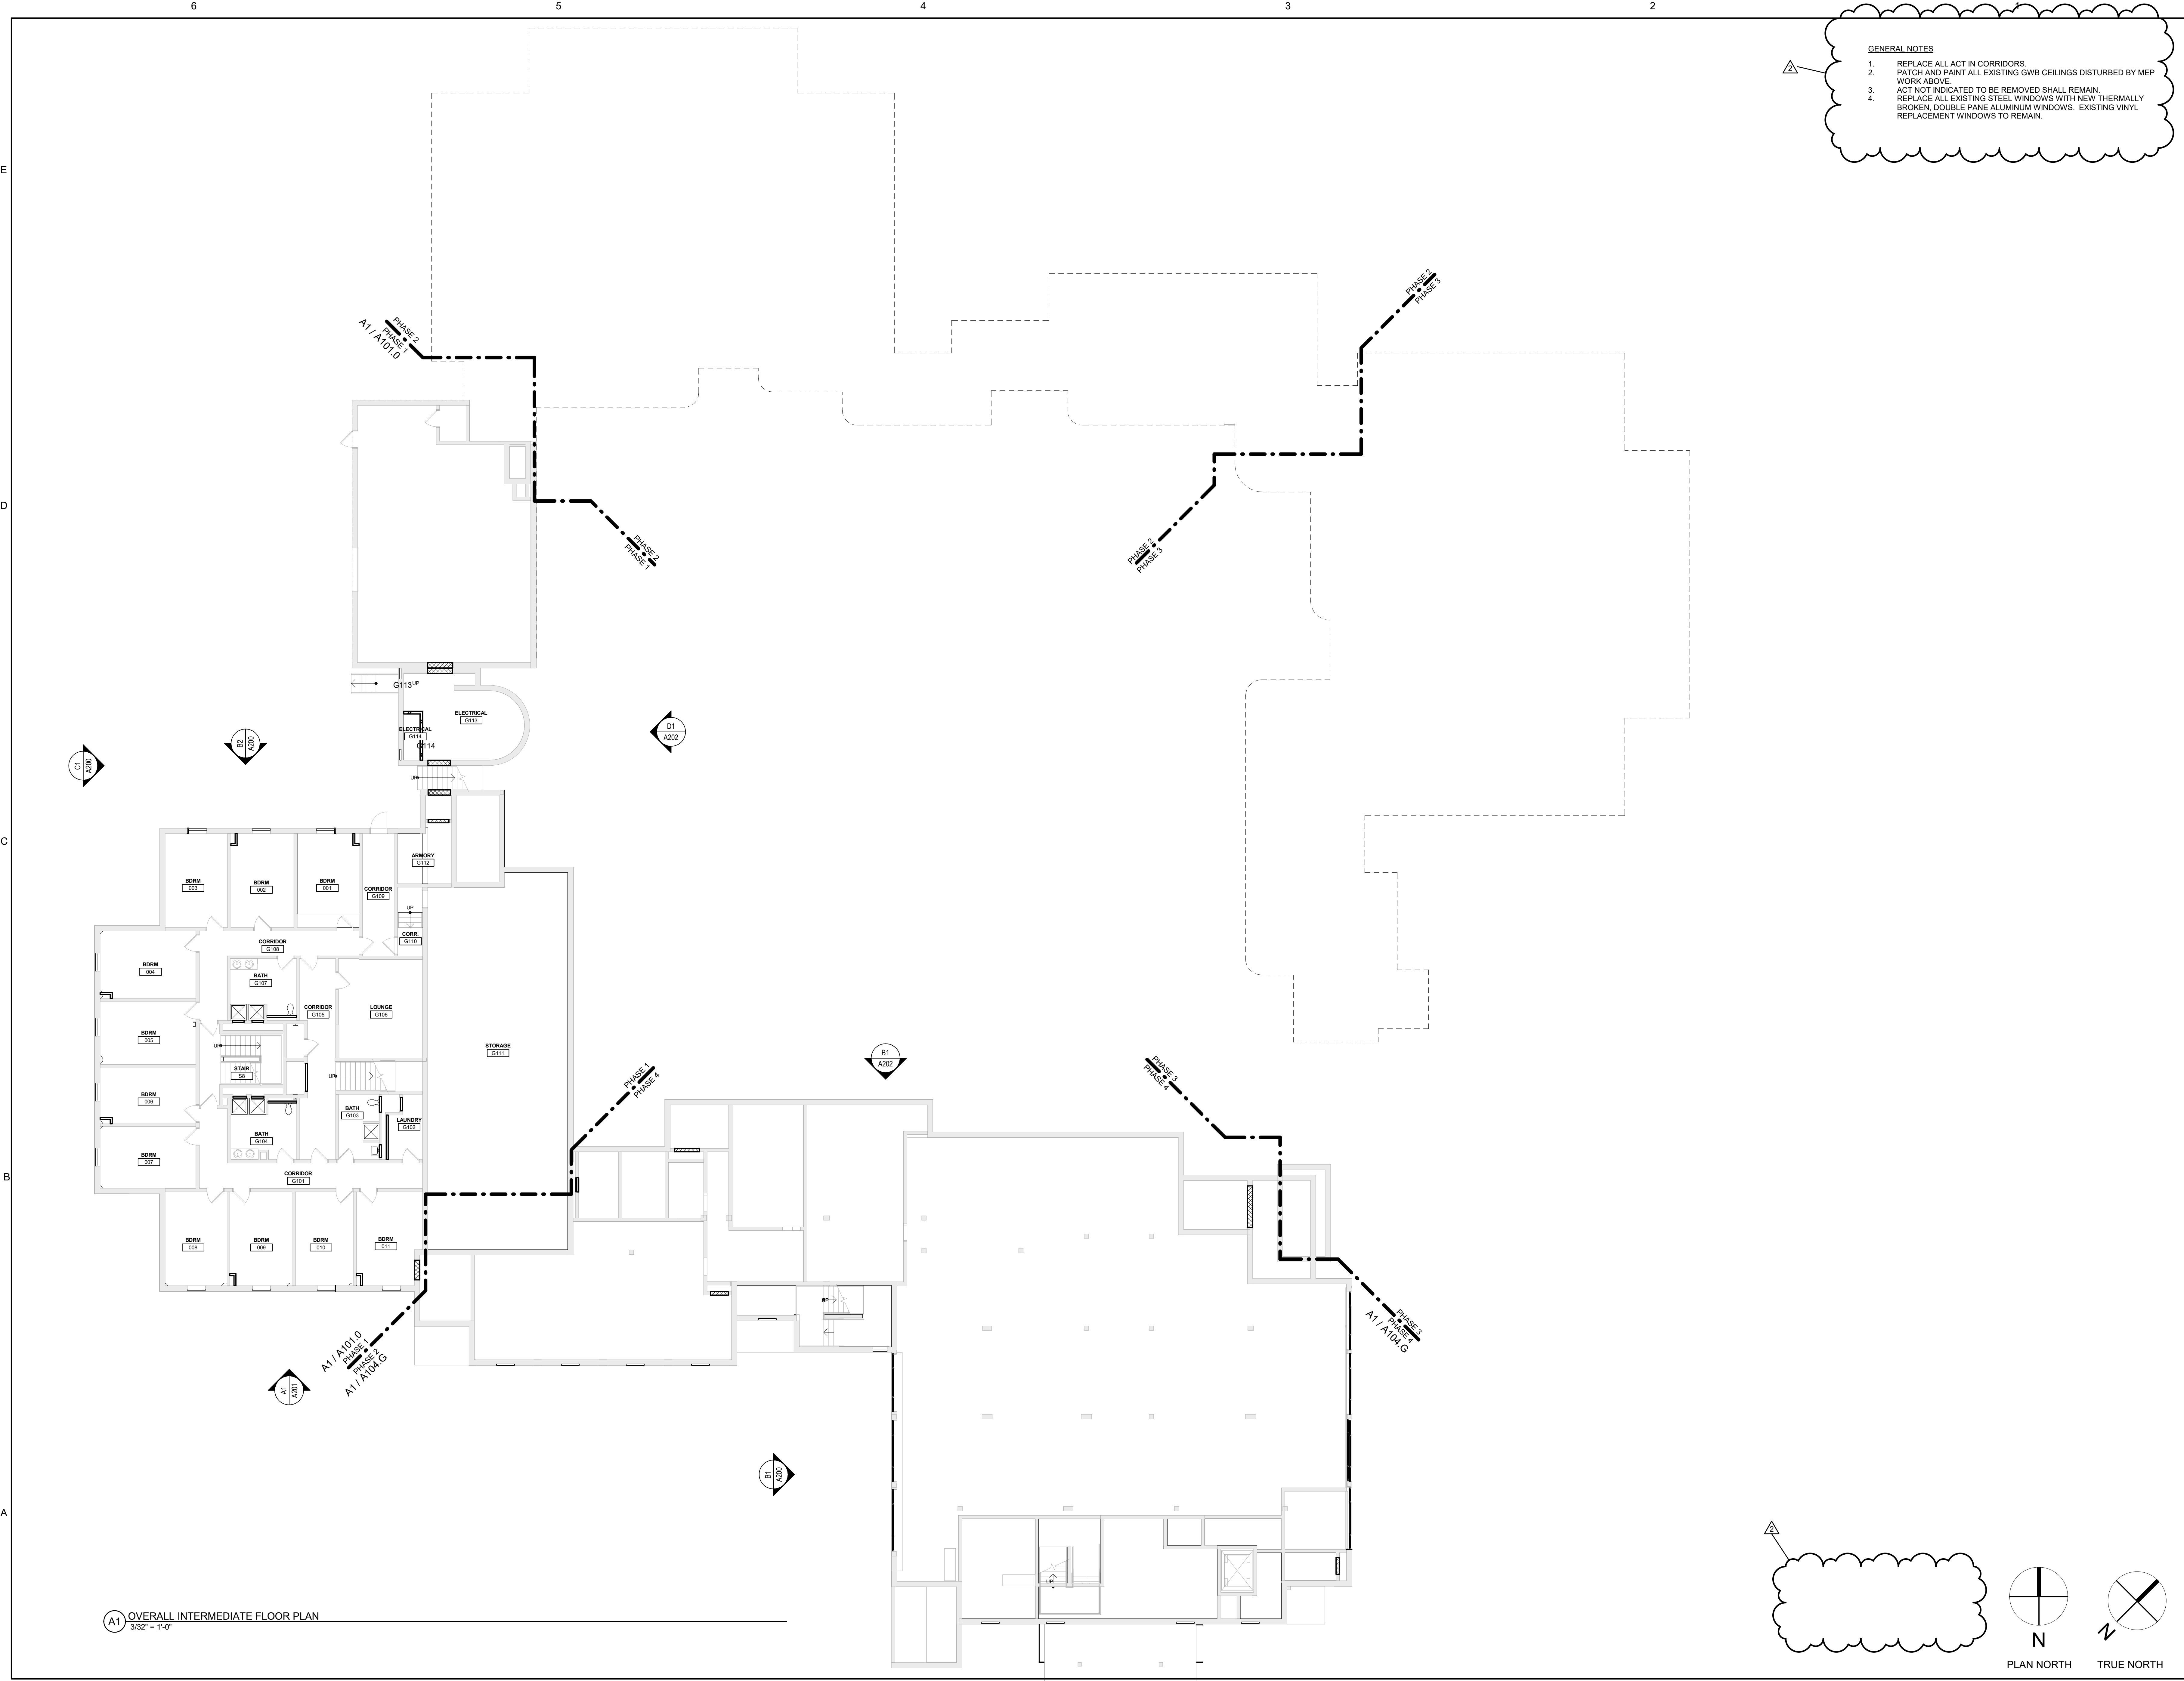 6
5
4
3
2
1
E
D
C
B
A
2
GENERAL NOTES
1. REPLACE ALL ACT IN CORRIDORS.
2. PATCH AND PAINT ALL EXISTING GWB CEILINGS DISTURBED BY MEP
WORK ABOVE.
3. ACT NOT INDICATED TO BE REMOVED SHALL REMAIN.
4. REPLACE ALL EXISTING STEEL WINDOWS WITH NEW THERMALLY
BROKEN, DOUBLE PANE ALUMINUM WINDOWS. EXISTING VINYL
REPLACEMENT WINDOWS TO REMAIN.
PHASE 2
PHASE 3
PHASE 2
PHASE 1
A1 / A101.0
PHASE 2
PHASE 1
PHASE 2
PHASE 3
G113
UP
ELECTRICAL
G113
ELECTRICAL
G114
G114
D1
A202
B2
A200
C1
A200
UP
ARMORY
G112
BDRM
003
BDRM
002
BDRM
001
CORRIDOR
G109
UP
CORR.
G110
CORRIDOR
G108
BDRM
004
BATH
G107
CORRIDOR
G105
LOUNGE
G106
BDRM
005
UP
STORAGE
G111
STAIR
S8
UP
B1
A202
PHASE 1
PHASE 4
PHASE 3
PHASE 4
BDRM
006
BATH
G103
LAUNDRY
G102
BATH
G104
BDRM
007
CORRIDOR
G101
BDRM
008
BDRM
009
BDRM
010
BDRM
011
A1 / A101.0
PHASE 1
PHASE 2
A1 / A104.G
PHASE 3
PHASE 4
A1 / A104.G
A1
A201
B1
A200
UP
2
A1
OVERALL INTERMEDIATE FLOOR PLAN
3/32" = 1'-0"
N
PLAN NORTH
N
TRUE NORTH